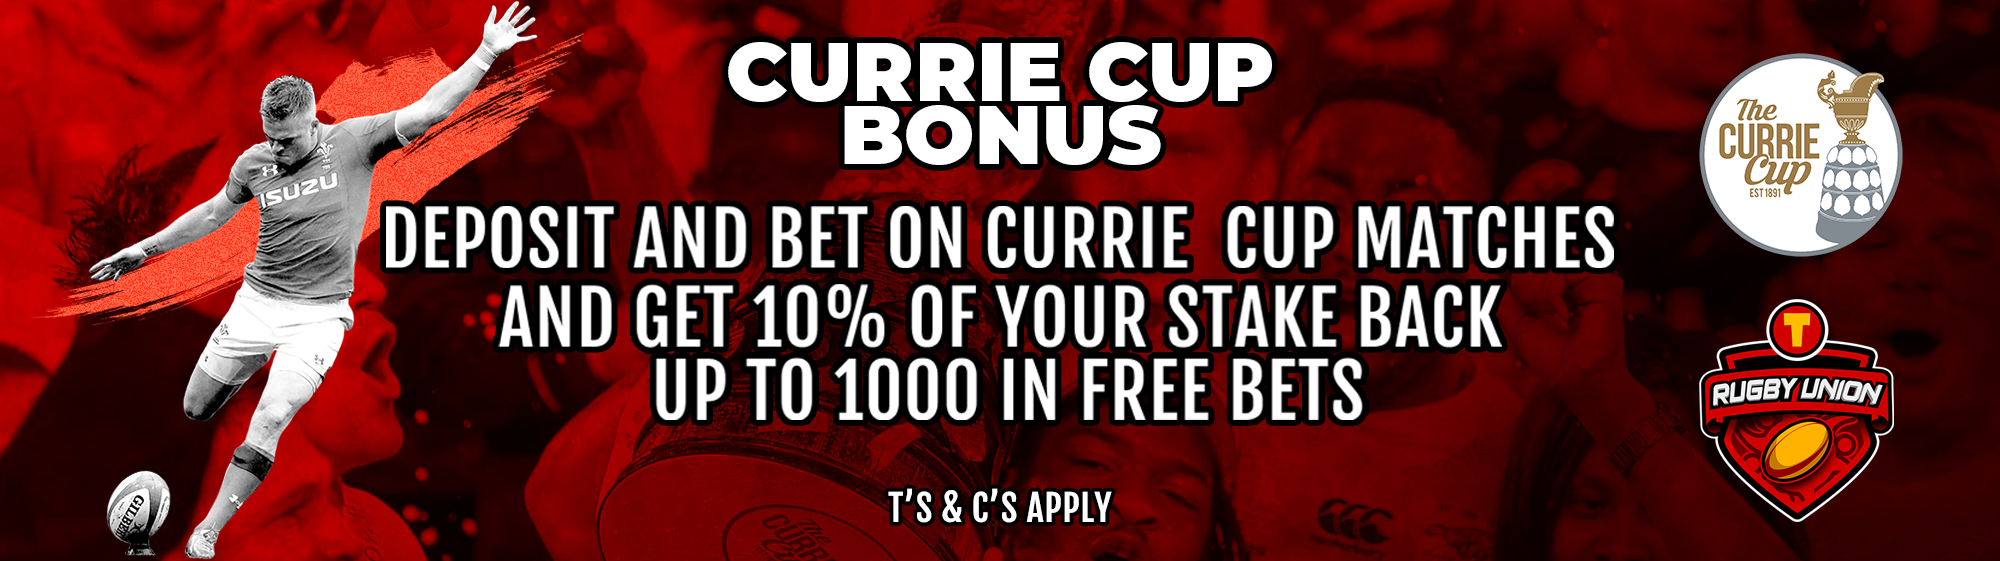 CURRIE CUP
BONUS
DEPOSIT AND BET ON CURRIE CUP MATCHES
AND GET 10% OF YOUR STAKE BACK
UP TO 1000 IN FREE BETS
T'S & C'S APPLY
ISUZU
The
CURRIE
Cup
EST 1891
T
RUGBY UNION
The